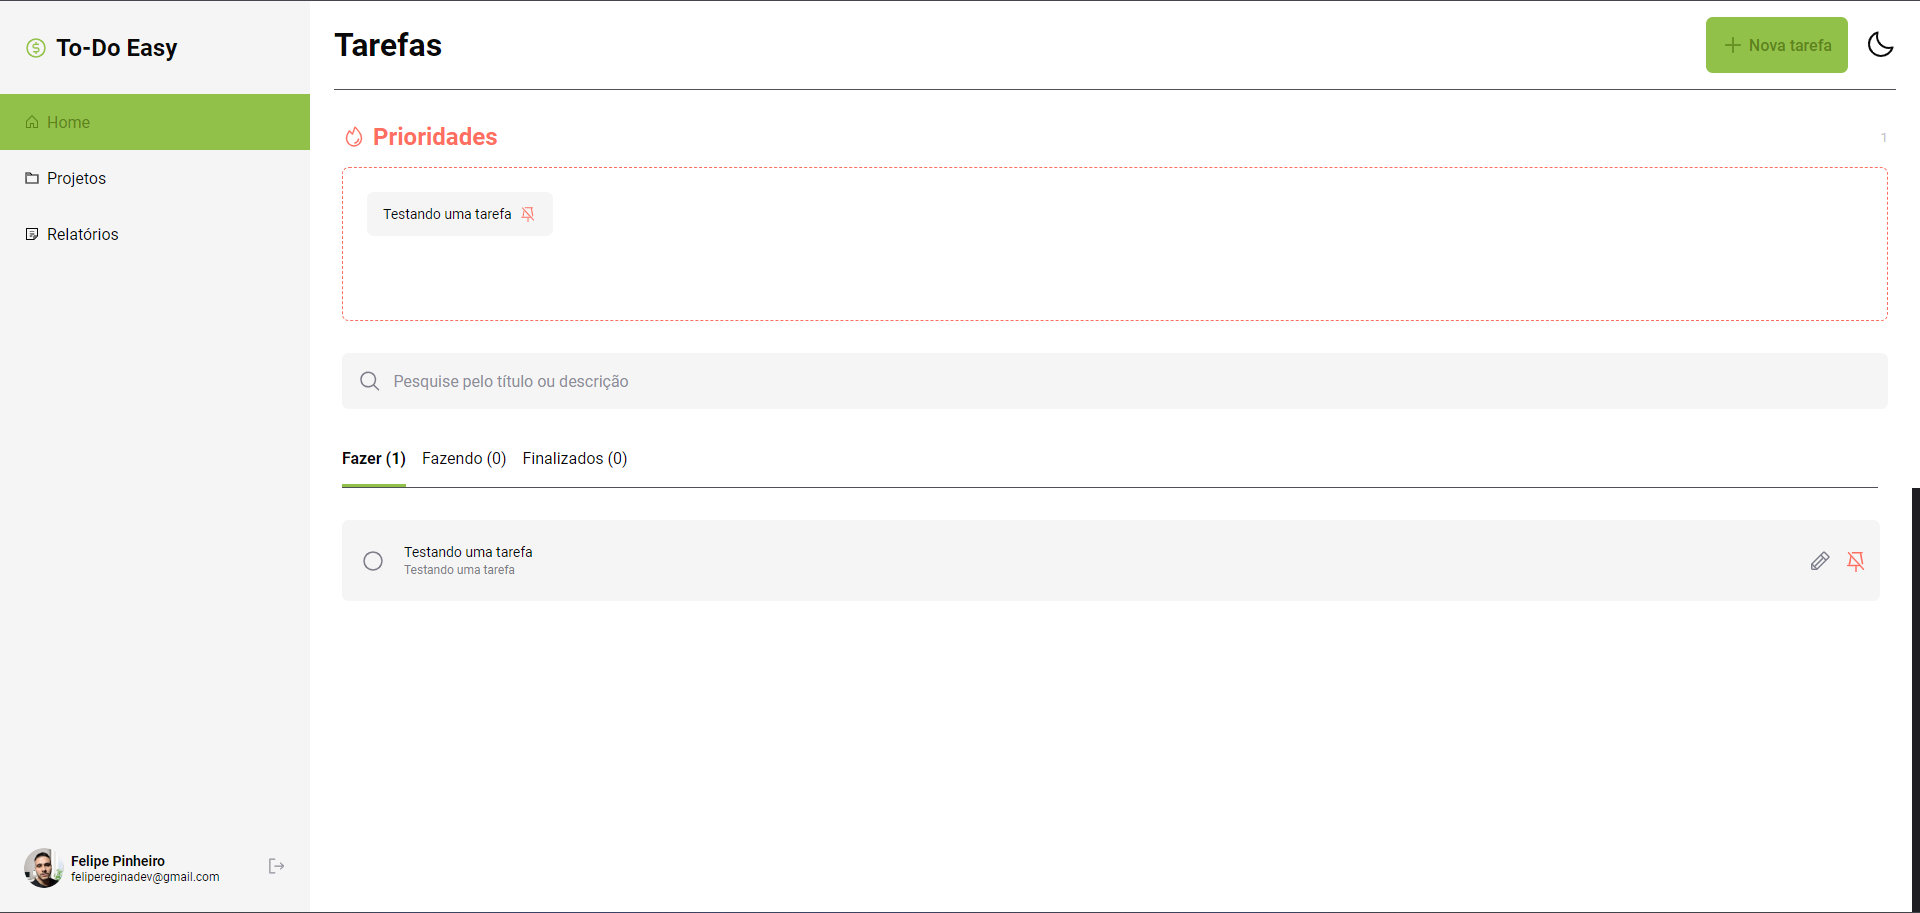 To-Do Easy
Home
Projetos
Relatórios
Felipe Pinheiro
felipereginadev@gmail.com
Tarefas
Nova tarefa
Prioridades
1
Testando uma tarefa
Pesquise pelo título ou descrição
Fazer (1) Fazendo (0) Finalizados (0)
Testando uma tarefa
Testando uma tarefa